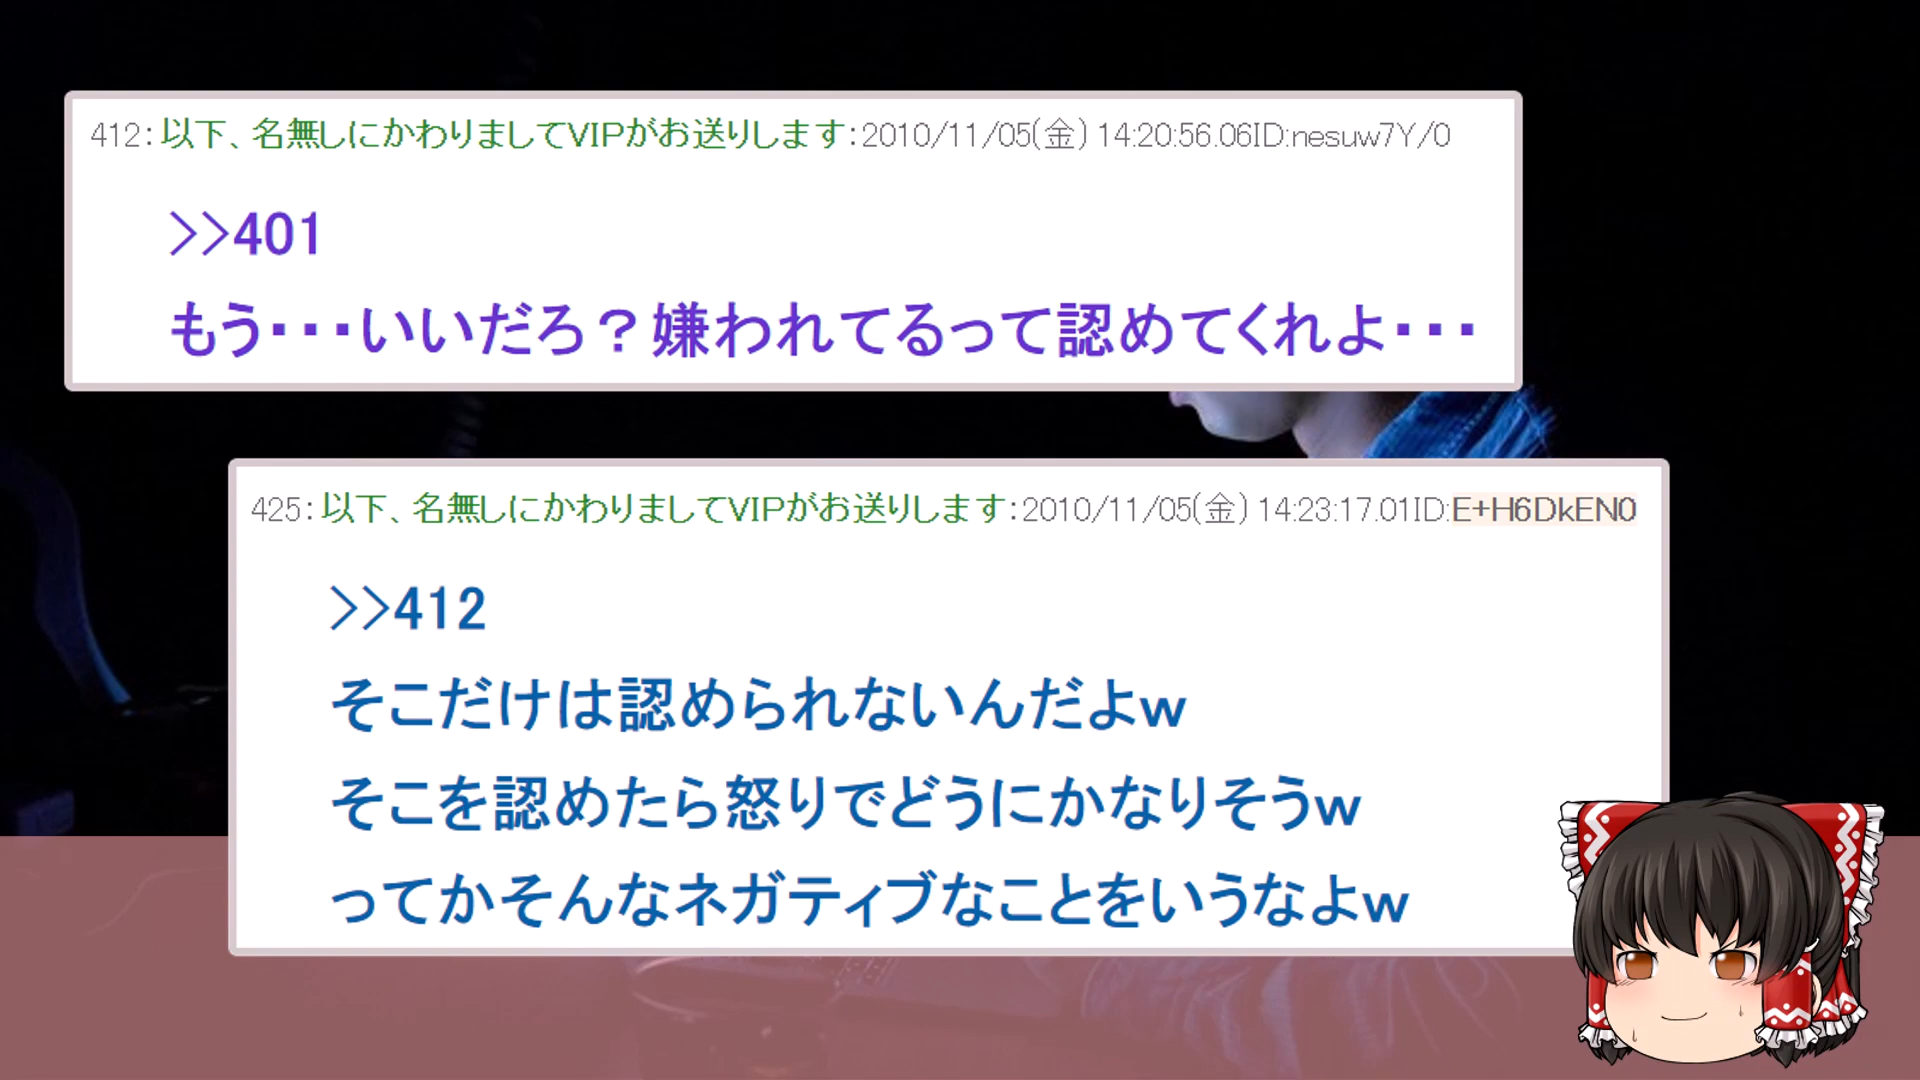 412：以下、名無しにかわりましてVIPがお送りします：2010/11/05(金) 14:20:56.06ID:nesuw7Y/0
>>401
もう・・・いいだろ？嫌われてるって認めてくれよ・・・
425：以下、名無しにかわりましてVIPがお送りします：2010/11/05(金) 14:23:17.01ID:E+H6DkEN0
>>412
そこだけは認められないんだよw
そこを認めたら怒りでどうにかなりそうw
ってかそんなネガティブなことをいうなよw